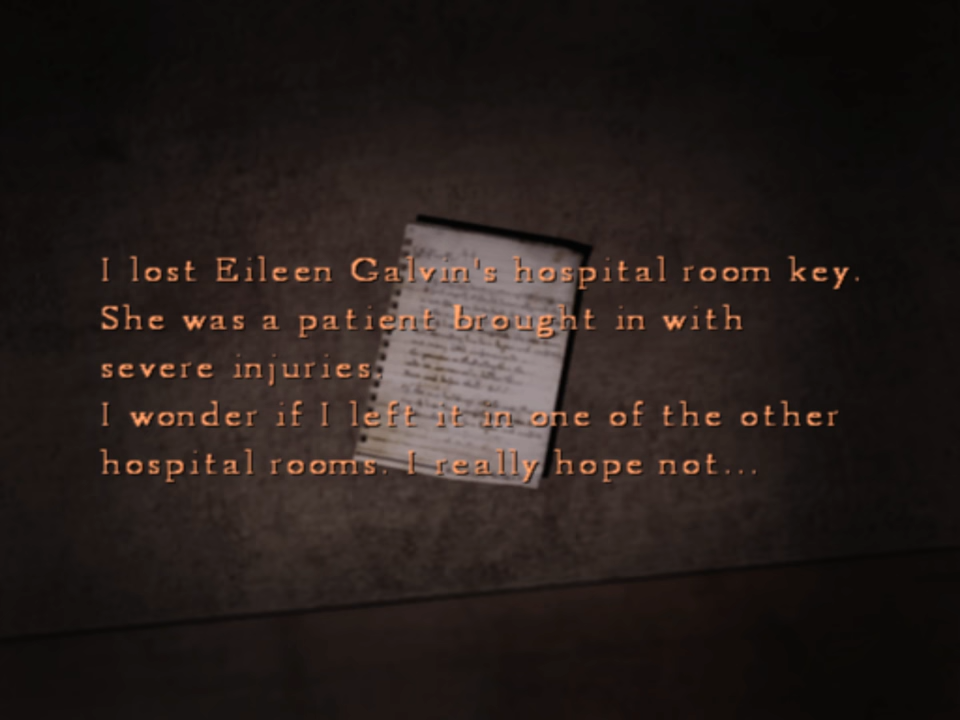 I lost Eileen Galvin's hospital room key.
She was a patient brought in with
severe injuries.
I wonder if I left it in one of the other
hospital rooms. I really hope not...